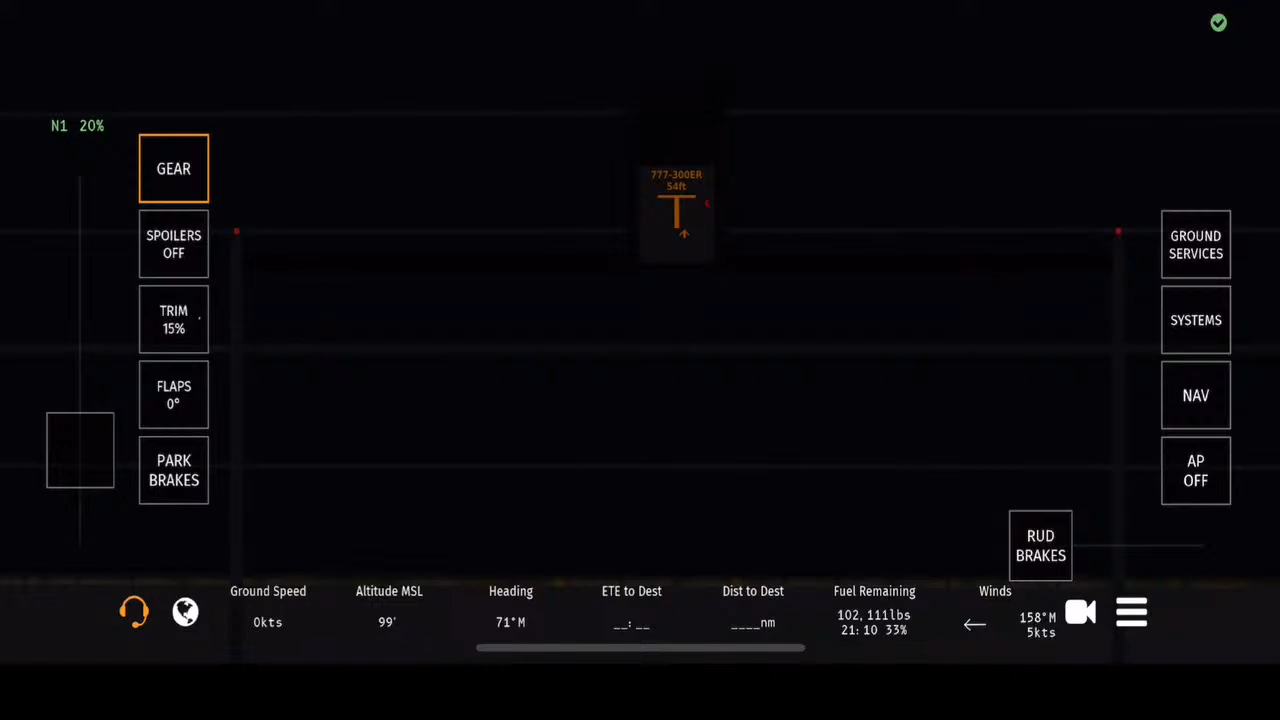 N1 20%
GEAR
SPOILERS
OFF
TRIM
15%
FLAPS
0°
PARK
BRAKES
777-300ER
54ft
GROUND
SERVICES
SYSTEMS
NAV
AP
OFF
RUD
BRAKES
Ground Speed
0kts
Altitude MSL
99'
Heading
71°M
ETE to Dest
__:__
Dist to Dest
____nm
Fuel Remaining
102,111lbs
21:10 33%
Winds
158°M
5kts